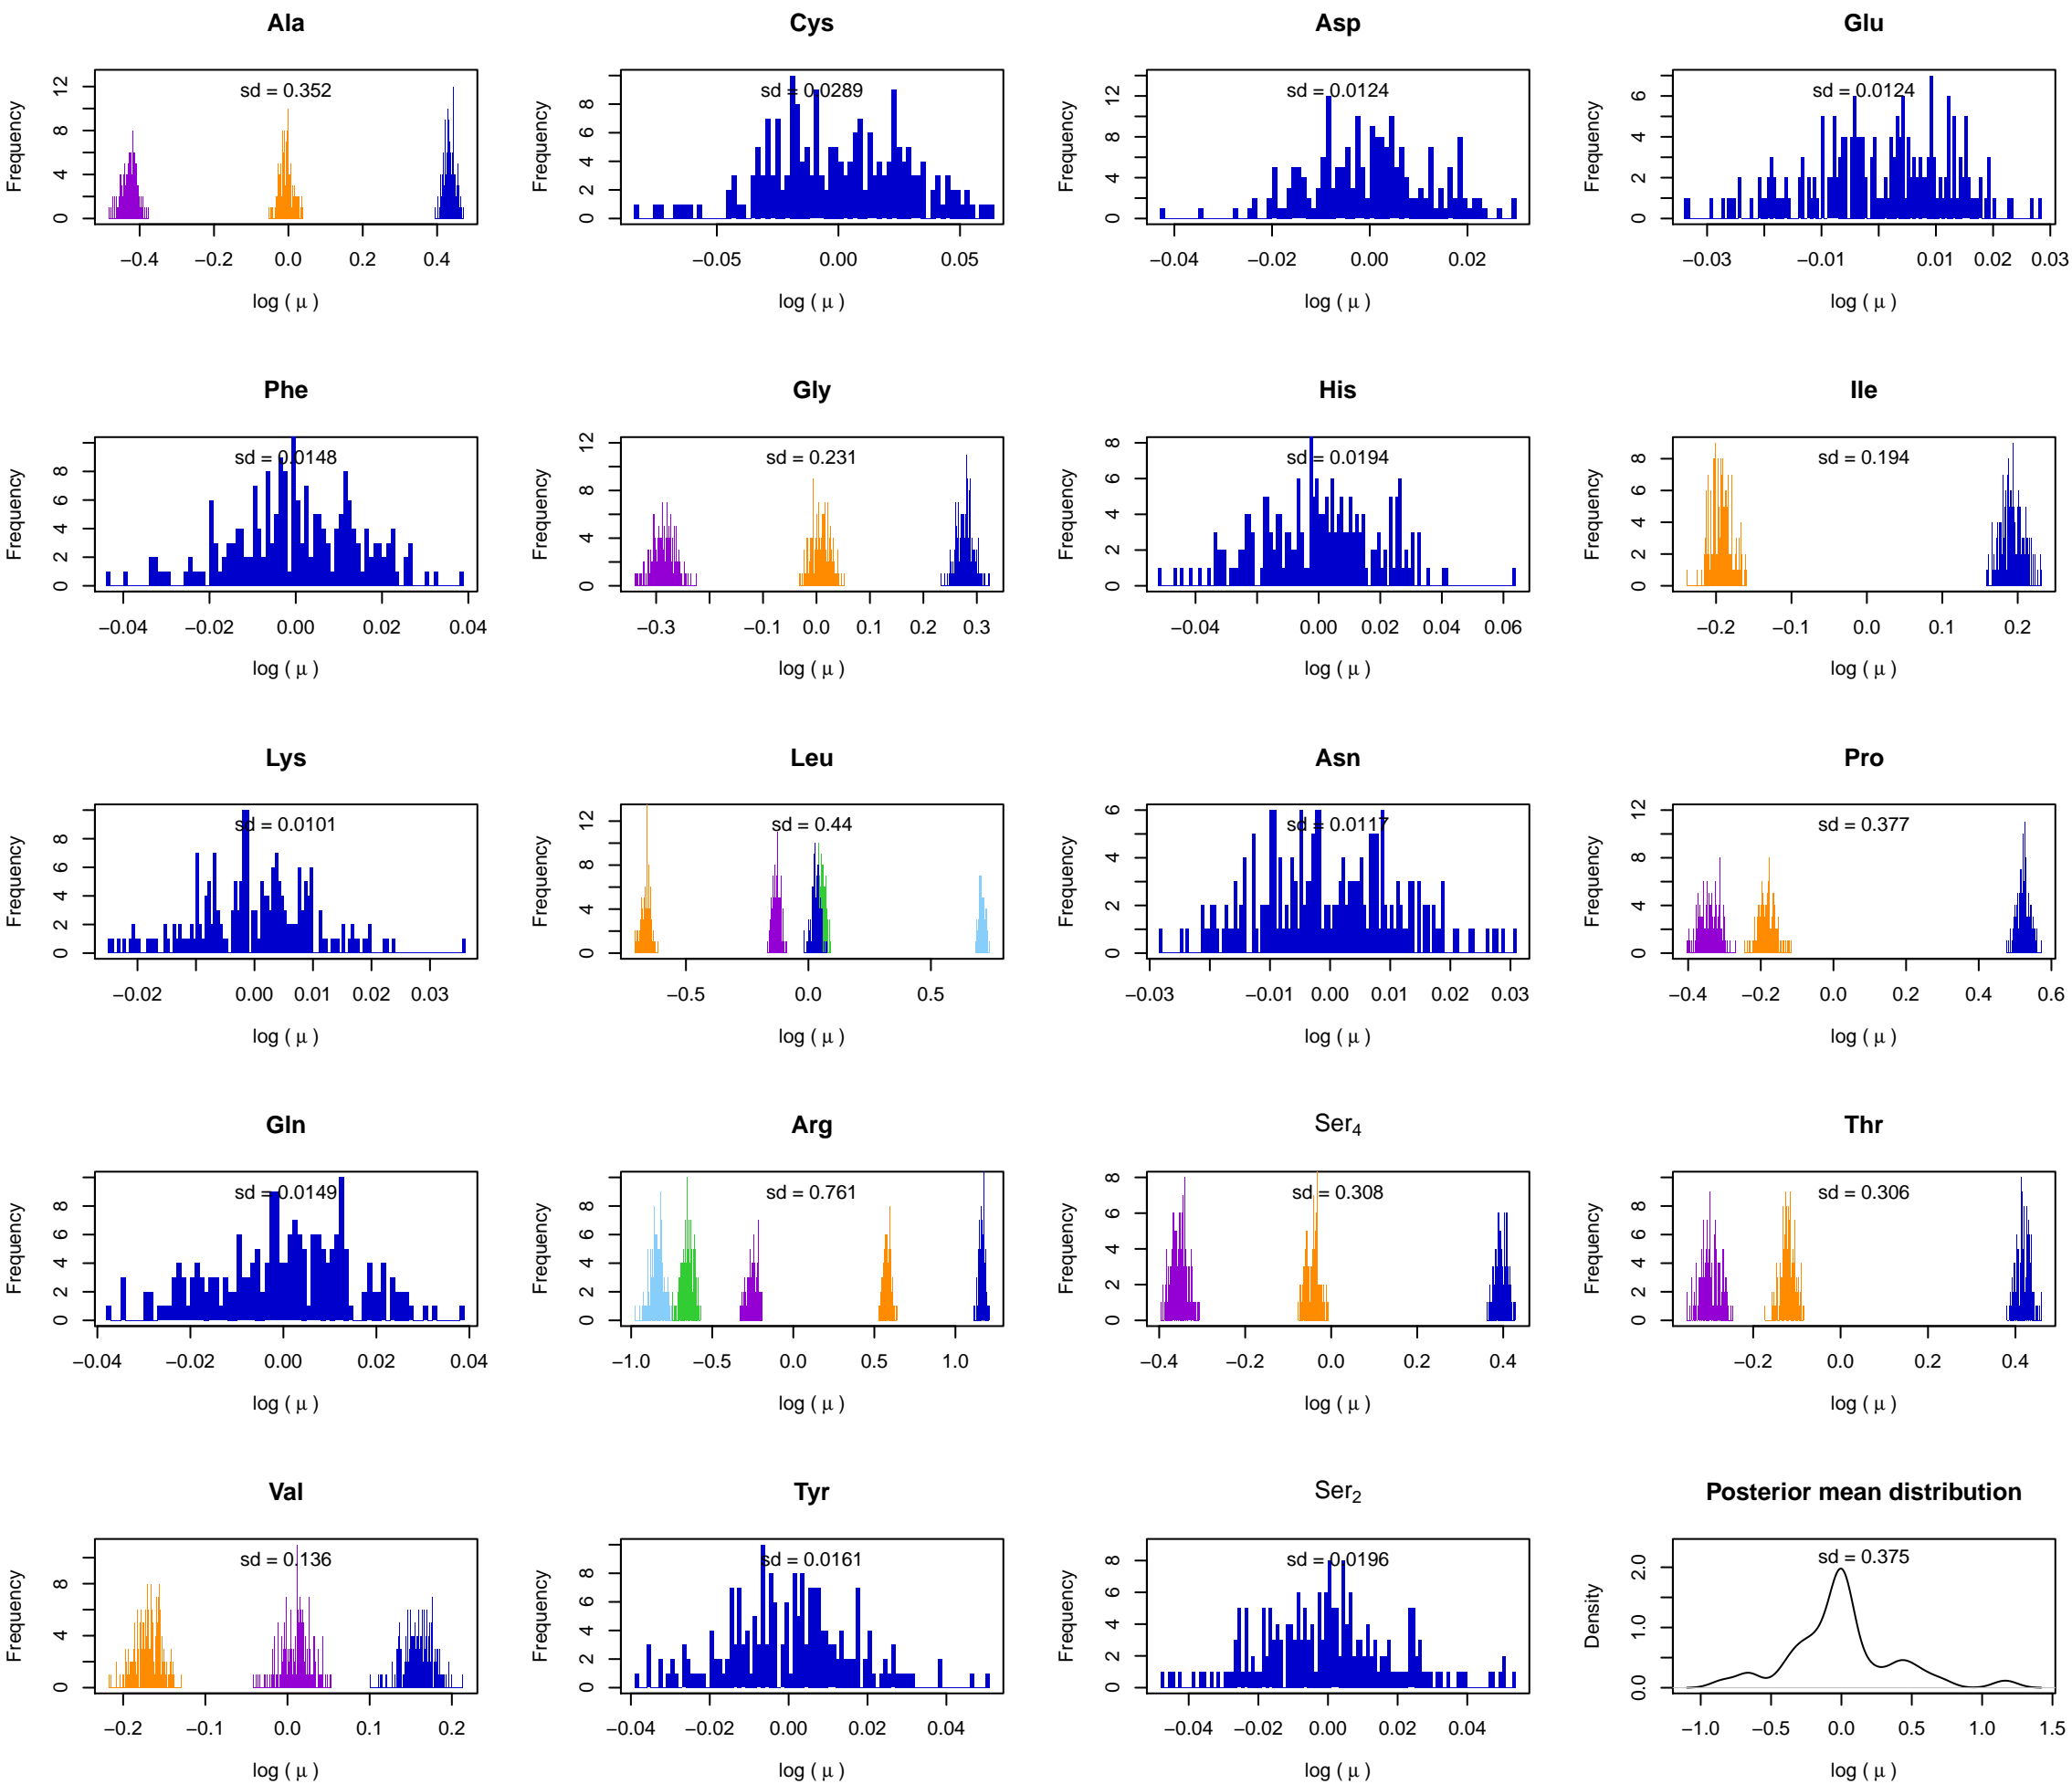 Ala
Frequency
0 4 8 12
sd = 0.352
−0.4 −0.2 0.0 0.2 0.4
log ( μ )
Cys
Frequency
0 2 4 6 8
sd = 0.0289
−0.05 0.00 0.05
log ( μ )
Asp
Frequency
0 4 8 12
sd = 0.0124
−0.04 −0.02 0.00 0.02
log ( μ )
Glu
Frequency
0 2 4 6
sd = 0.0124
−0.03 −0.01 0.01 0.02 0.03
log ( μ )
Phe
Frequency
0 2 4 6 8
sd = 0.0148
−0.04 −0.02 0.00 0.02 0.04
log ( μ )
Gly
Frequency
0 4 8 12
sd = 0.231
−0.3 −0.1 0.0 0.1 0.2 0.3
log ( μ )
His
Frequency
0 2 4 6 8
sd = 0.0194
−0.04 0.00 0.02 0.04 0.06
log ( μ )
Ile
Frequency
0 2 4 6 8
sd = 0.194
−0.2 −0.1 0.0 0.1 0.2
log ( μ )
Lys
Frequency
0 2 4 6 8
sd = 0.0101
−0.02 0.00 0.01 0.02 0.03
log ( μ )
Leu
Frequency
0 4 8 12
sd = 0.44
−0.5 0.0 0.5
log ( μ )
Asn
Frequency
0 1 2 3 4 5 6
sd = 0.0117
−0.03 −0.01 0.00 0.01 0.02 0.03
log ( μ )
Pro
Frequency
0 4 8 12
sd = 0.377
−0.4 −0.2 0.0 0.2 0.4 0.6
log ( μ )
Gln
Frequency
0 2 4 6 8
sd = 0.0149
−0.04 −0.02 0.00 0.02 0.04
log ( μ )
Arg
Frequency
0 2 4 6 8
sd = 0.761
−1.0 −0.5 0.0 0.5 1.0
log ( μ )
Ser4
Frequency
0 2 4 6 8
sd = 0.308
−0.4 −0.2 0.0 0.2 0.4
log ( μ )
Thr
Frequency
0 2 4 6 8
sd = 0.306
−0.2 0.0 0.2 0.4
log ( μ )
Val
Frequency
0 4 8
sd = 0.136
−0.2 −0.1 0.0 0.1 0.2
log ( μ )
Tyr
Frequency
0 2 4 6 8
sd = 0.0161
−0.04 −0.02 0.00 0.02 0.04
log ( μ )
Ser2
Frequency
0 2 4 6 8
sd = 0.0196
−0.04 −0.02 0.00 0.02 0.04
log ( μ )
Posterior mean distribution
Density
0.0 1.0 2.0
sd = 0.375
−1.0 −0.5 0.0 0.5 1.0 1.5
log ( μ )